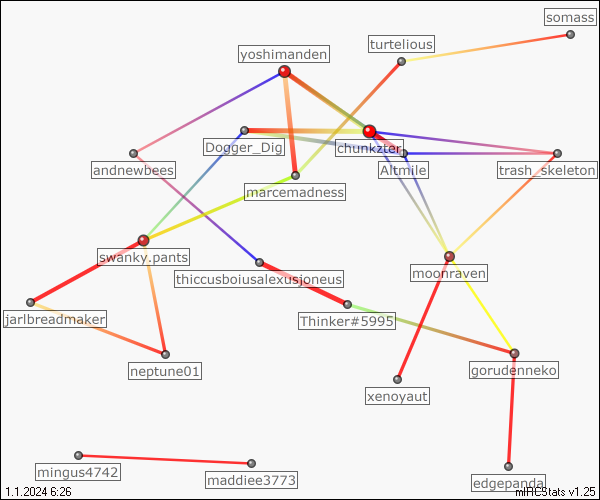 somass
turtelious
yoshimanden
Dogger_Dig
chunkzter
Altmile
andnewbees
trash_skeleton
marcemadness
swanky.pants
moonraven
thiccusboiusalexusjoneus
jarlbreadmaker
Thinker#5995
neptune01
gorudenneko
xenoyaut
mingus4742
maddiee3773
edgepanda
1.1.2024 6:26
mIRCStats v1.25